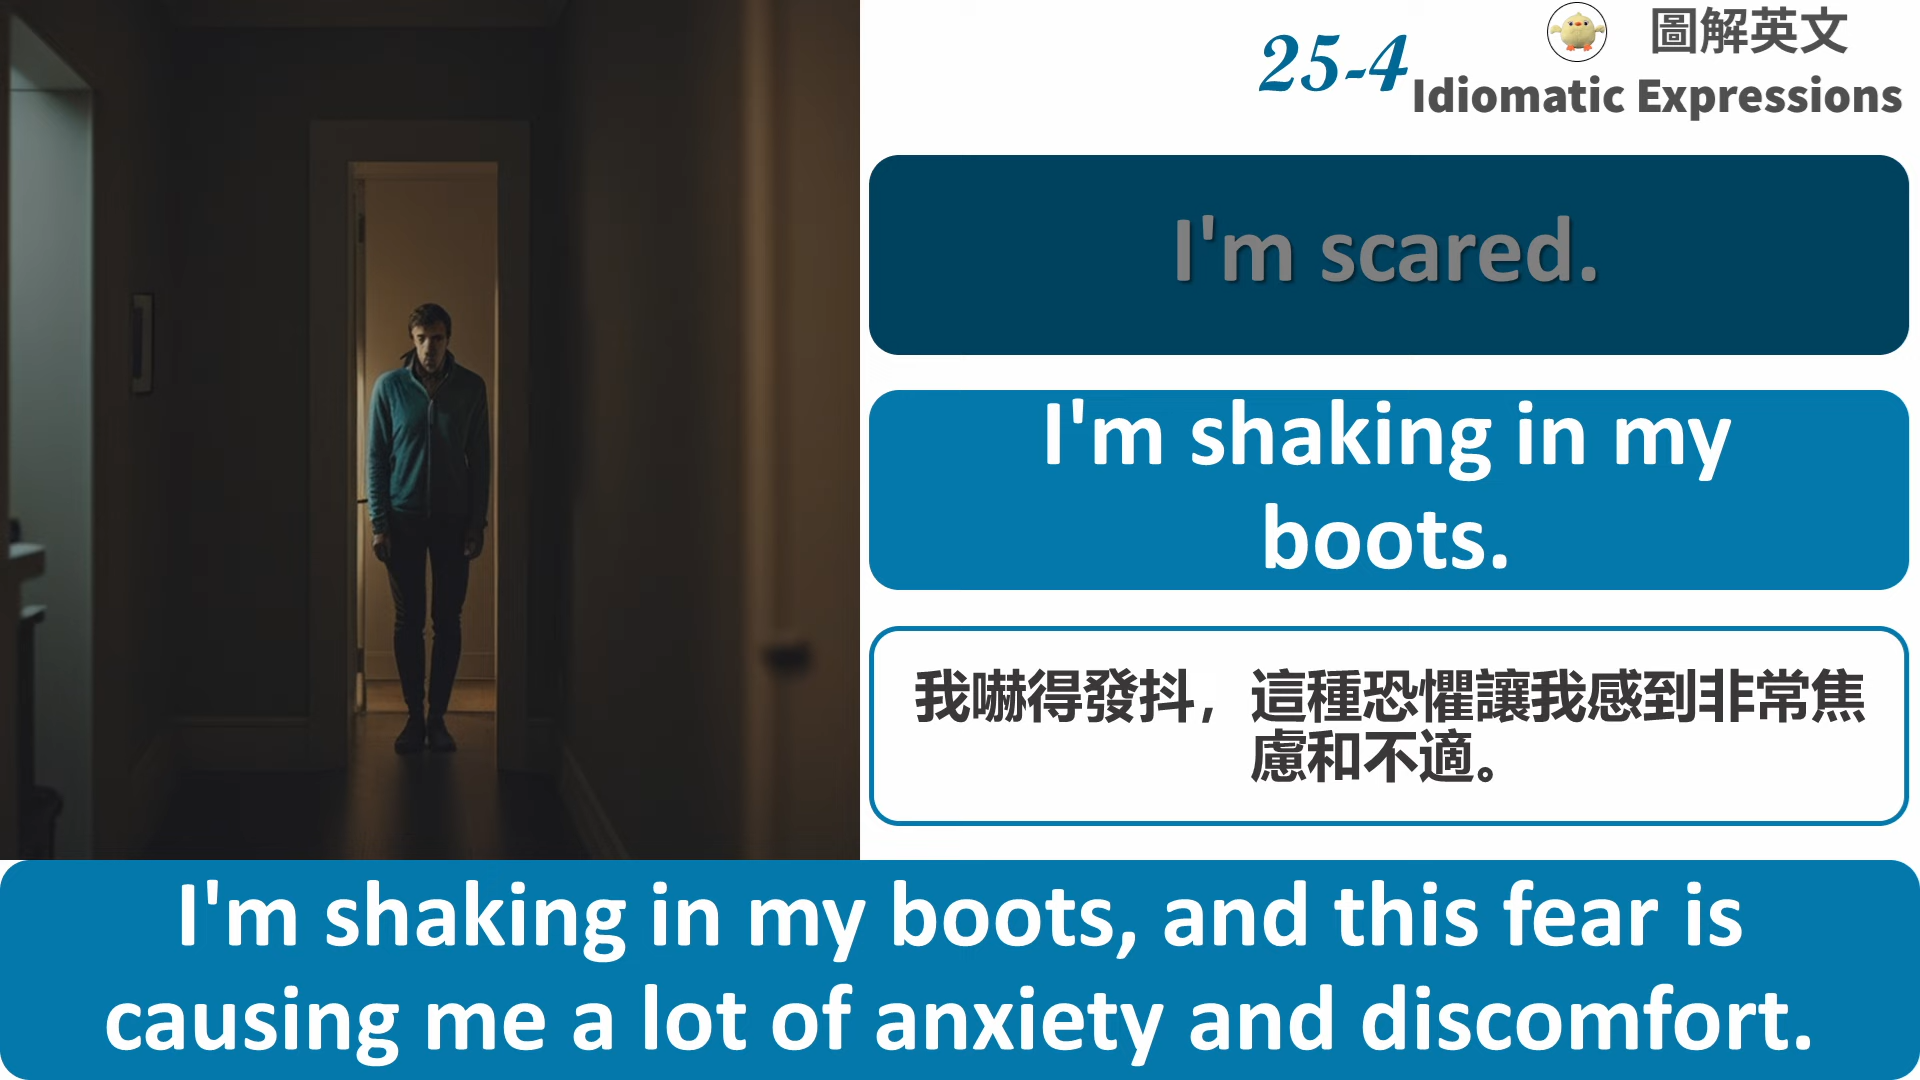 25-4
圖解英文
Idiomatic Expressions
I'm scared.
I'm shaking in my
boots.
我嚇得發抖，這種恐懼讓我感到非常焦
慮和不適。
I'm shaking in my boots, and this fear is
causing me a lot of anxiety and discomfort.